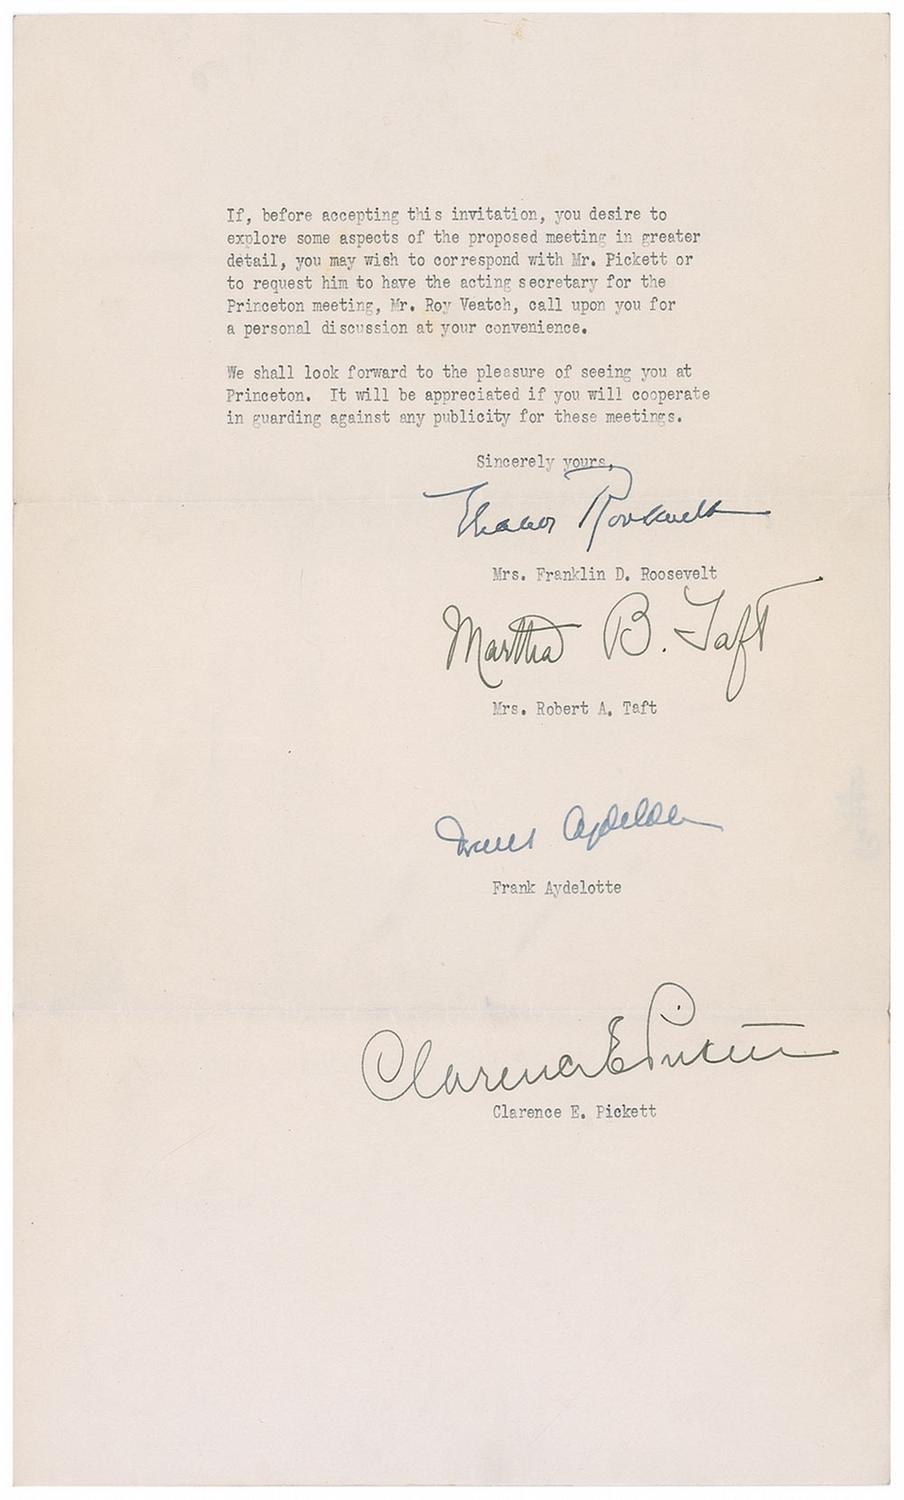 If, before accepting this invitation, you desire to
explore some aspects of the proposed meeting in greater
detail, you may wish to correspond with Mr. Pickett or
to request him to have the acting secretary for the
Princeton meeting, Mr. Roy Veatch, call upon you for
a personal discussion at your convenience.
We shall look forward to the pleasure of seeing you at
Princeton. It will be appreciated if you will cooperate
in guarding against any publicity for these meetings.
Sincerely yours,
Eleanor Roosevelt
Mrs. Franklin D. Roosevelt
Martha B. Taft
Mrs. Robert A. Taft
Frank Aydelotte
Frank Aydelotte
Clarence E. Pickett
Clarence E. Pickett